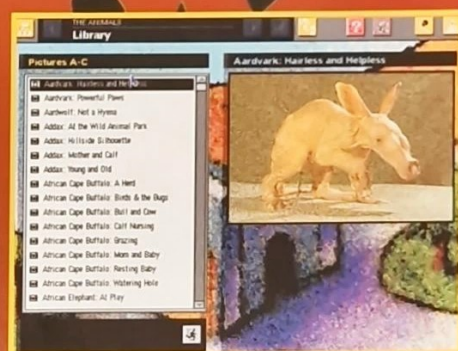 THE ANIMALS
Library
Pictures A-C
Aardvark: Hairless and Helpless
Aardvark: Hairless and Helpless
Aardvark: Powerful Paws
Aardwolf: Not a Hyena
Addax: At the Wild Animal Park
Addax: Hillside Silhouette
Addax: Mother and Calf
Addax: Young and Old
African Cape Buffalo: A Herd
African Cape Buffalo: Birds & the Bugs
African Cape Buffalo: Bull and Cow
African Cape Buffalo: Calf Nursing
African Cape Buffalo: Grazing
African Cape Buffalo: Mom and Baby
African Cape Buffalo: Resting Baby
African Cape Buffalo: Watering Hole
African Elephant: At Play